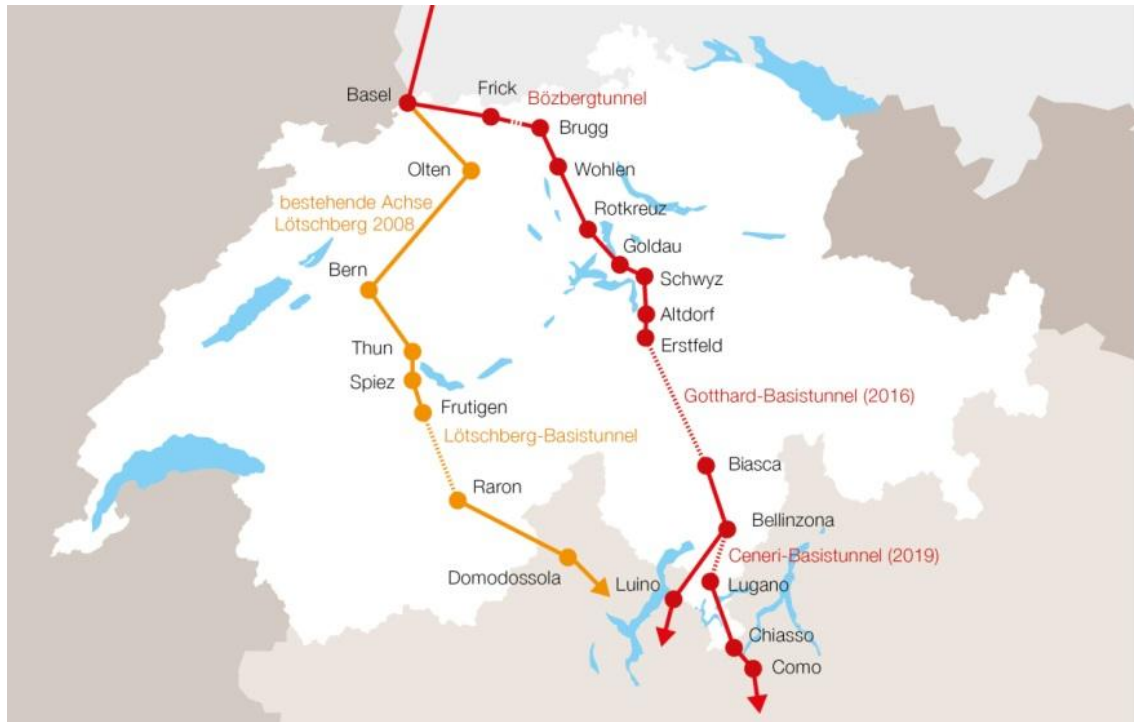 Basel
Frick
Bözbergtunnel
Brugg
Olten
Wohlen
bestehende Achse
Lötschberg 2008
Rotkreuz
Goldau
Bern
Schwyz
Altdorf
Thun
Erstfeld
Spiez
Gotthard-Basistunnel (2016)
Frutigen
Lötschberg-Basistunnel
Biasca
Raron
Bellinzona
Ceneri-Basistunnel (2019)
Domodossola
Luino
Lugano
Chiasso
Como